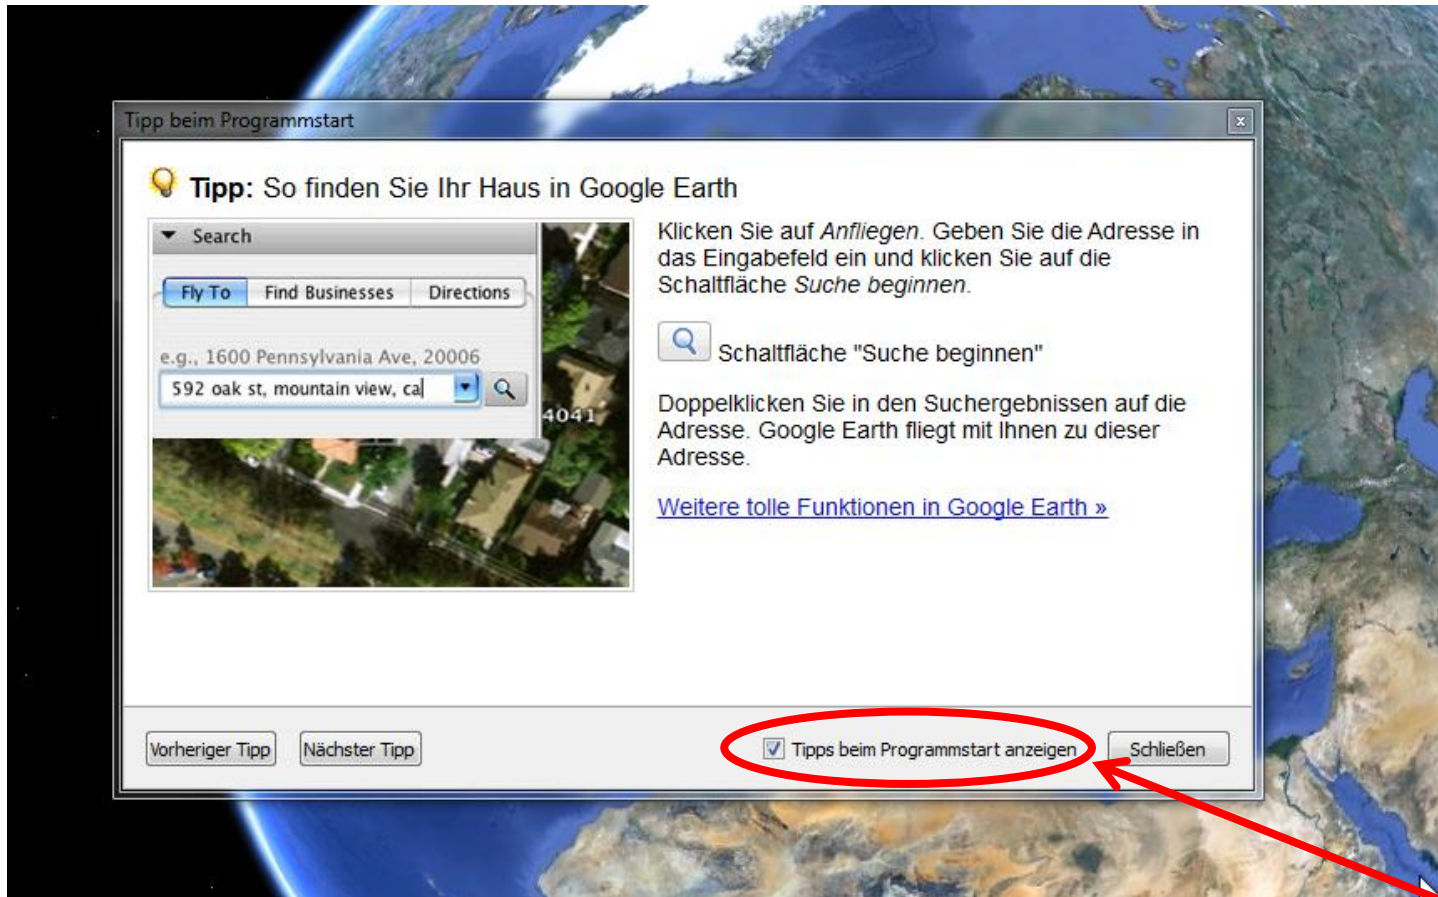 Tipp beim Programmstart
x
Tipp: So finden Sie Ihr Haus in Google Earth
Search
Fly To Find Businesses Directions
e.g., 1600 Pennsylvania Ave, 20006
592 oak st, mountain view, ca
4041
Klicken Sie auf Anfliegen. Geben Sie die Adresse in
das Eingabefeld ein und klicken Sie auf die
Schaltfläche Suche beginnen.
Schaltfläche "Suche beginnen"
Doppelklicken Sie in den Suchergebnissen auf die
Adresse. Google Earth fliegt mit Ihnen zu dieser
Adresse.
Weitere tolle Funktionen in Google Earth »
Vorheriger Tipp Nächster Tipp Tipps beim Programmstart anzeigen Schließen